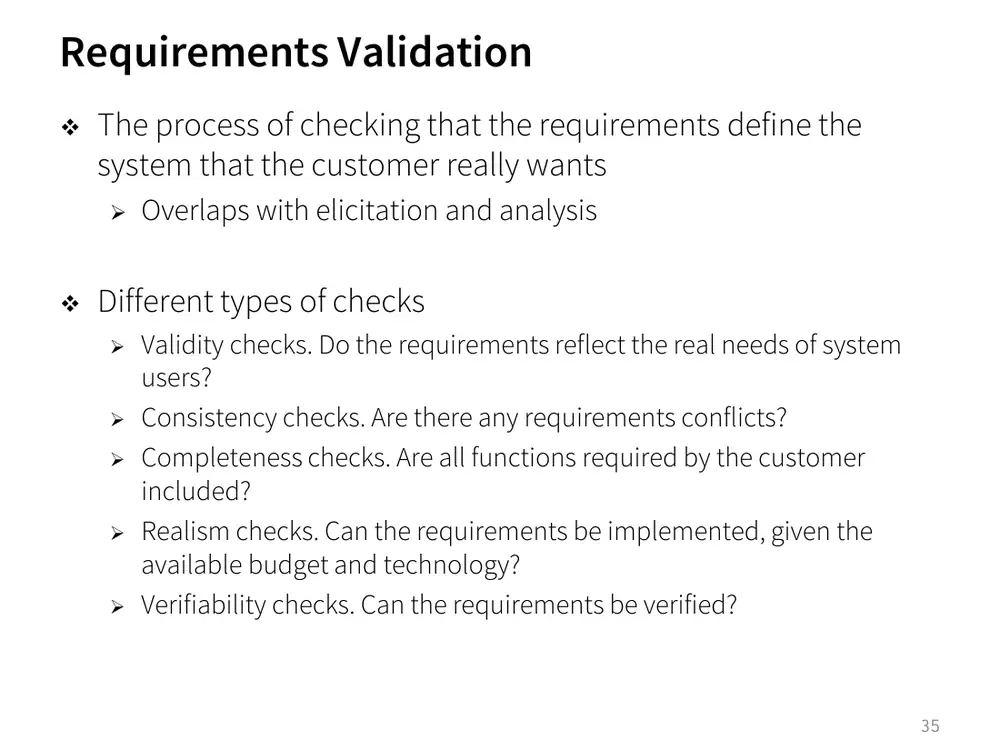 Requirements Validation
❖ The process of checking that the requirements define the
system that the customer really wants
➢ Overlaps with elicitation and analysis
❖ Different types of checks
➢ Validity checks. Do the requirements reflect the real needs of system
users?
➢ Consistency checks. Are there any requirements conflicts?
➢ Completeness checks. Are all functions required by the customer
included?
➢ Realism checks. Can the requirements be implemented, given the
available budget and technology?
➢ Verifiability checks. Can the requirements be verified?
35